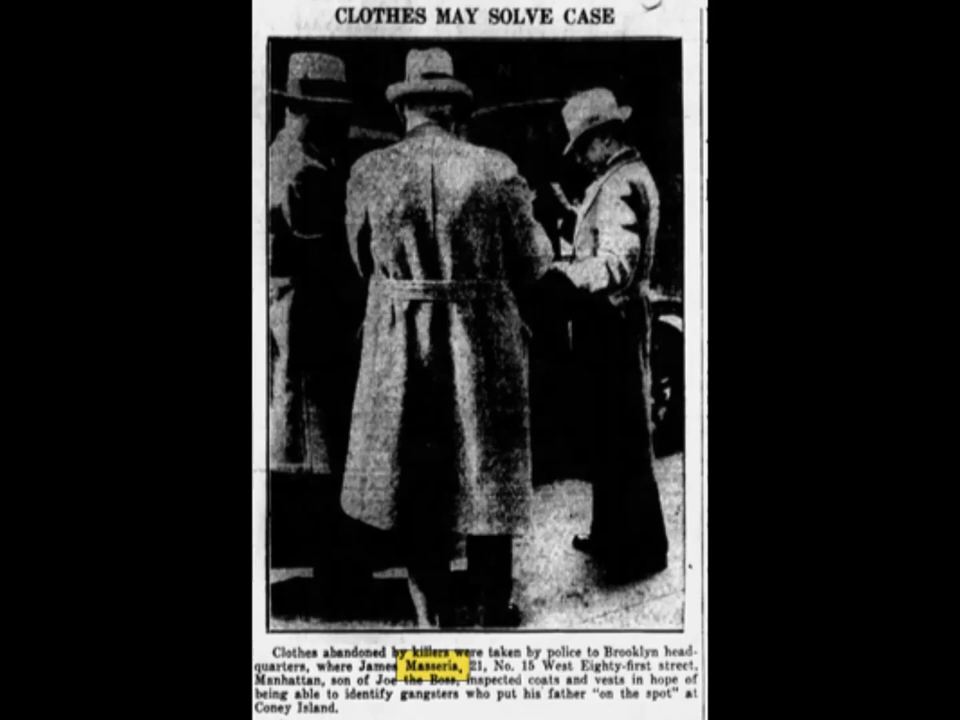 CLOTHES MAY SOLVE CASE
Clothes abandoned by killers were taken by police to Brooklyn head-
quarters, where James Masseria, 21, No. 15 West Eighty-first street,
Manhattan, son of Joe the Boss, inspected coats and vests in hope of
being able to identify gangsters who put his father "on the spot" at
Coney Island.